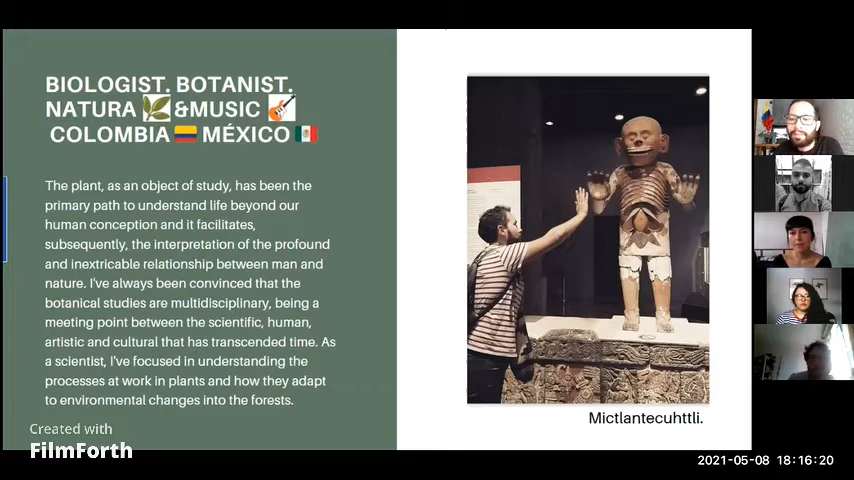 BIOLOGIST. BOTANIST.
NATURA 🌿 &MUSIC 🎸
COLOMBIA 🇨🇴 MÉXICO 🇲🇽
The plant, as an object of study, has been the
primary path to understand life beyond our
human conception and it facilitates,
subsequently, the interpretation of the profound
and inextricable relationship between man and
nature. I've always been convinced that the
botanical studies are multidisciplinary, being a
meeting point between the scientific, human,
artistic and cultural that has transcended time. As
a scientist, I've focused in understanding the
processes at work in plants and how they adapt
to environmental changes into the forests.
Mictlantecuhttli.
Created with
FilmForth
2021-05-08 18:16:20